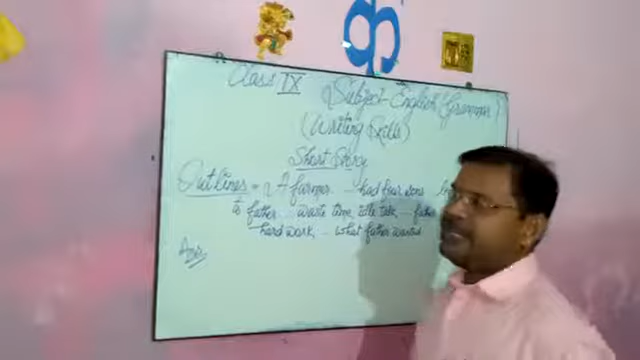 Class IX
Subject- English Grammar
(Writing Skills)
Short Story
Outlines = A farmer... had four sons
to father... waste time idle talk... father
hard work,... what father wanted
Ans.